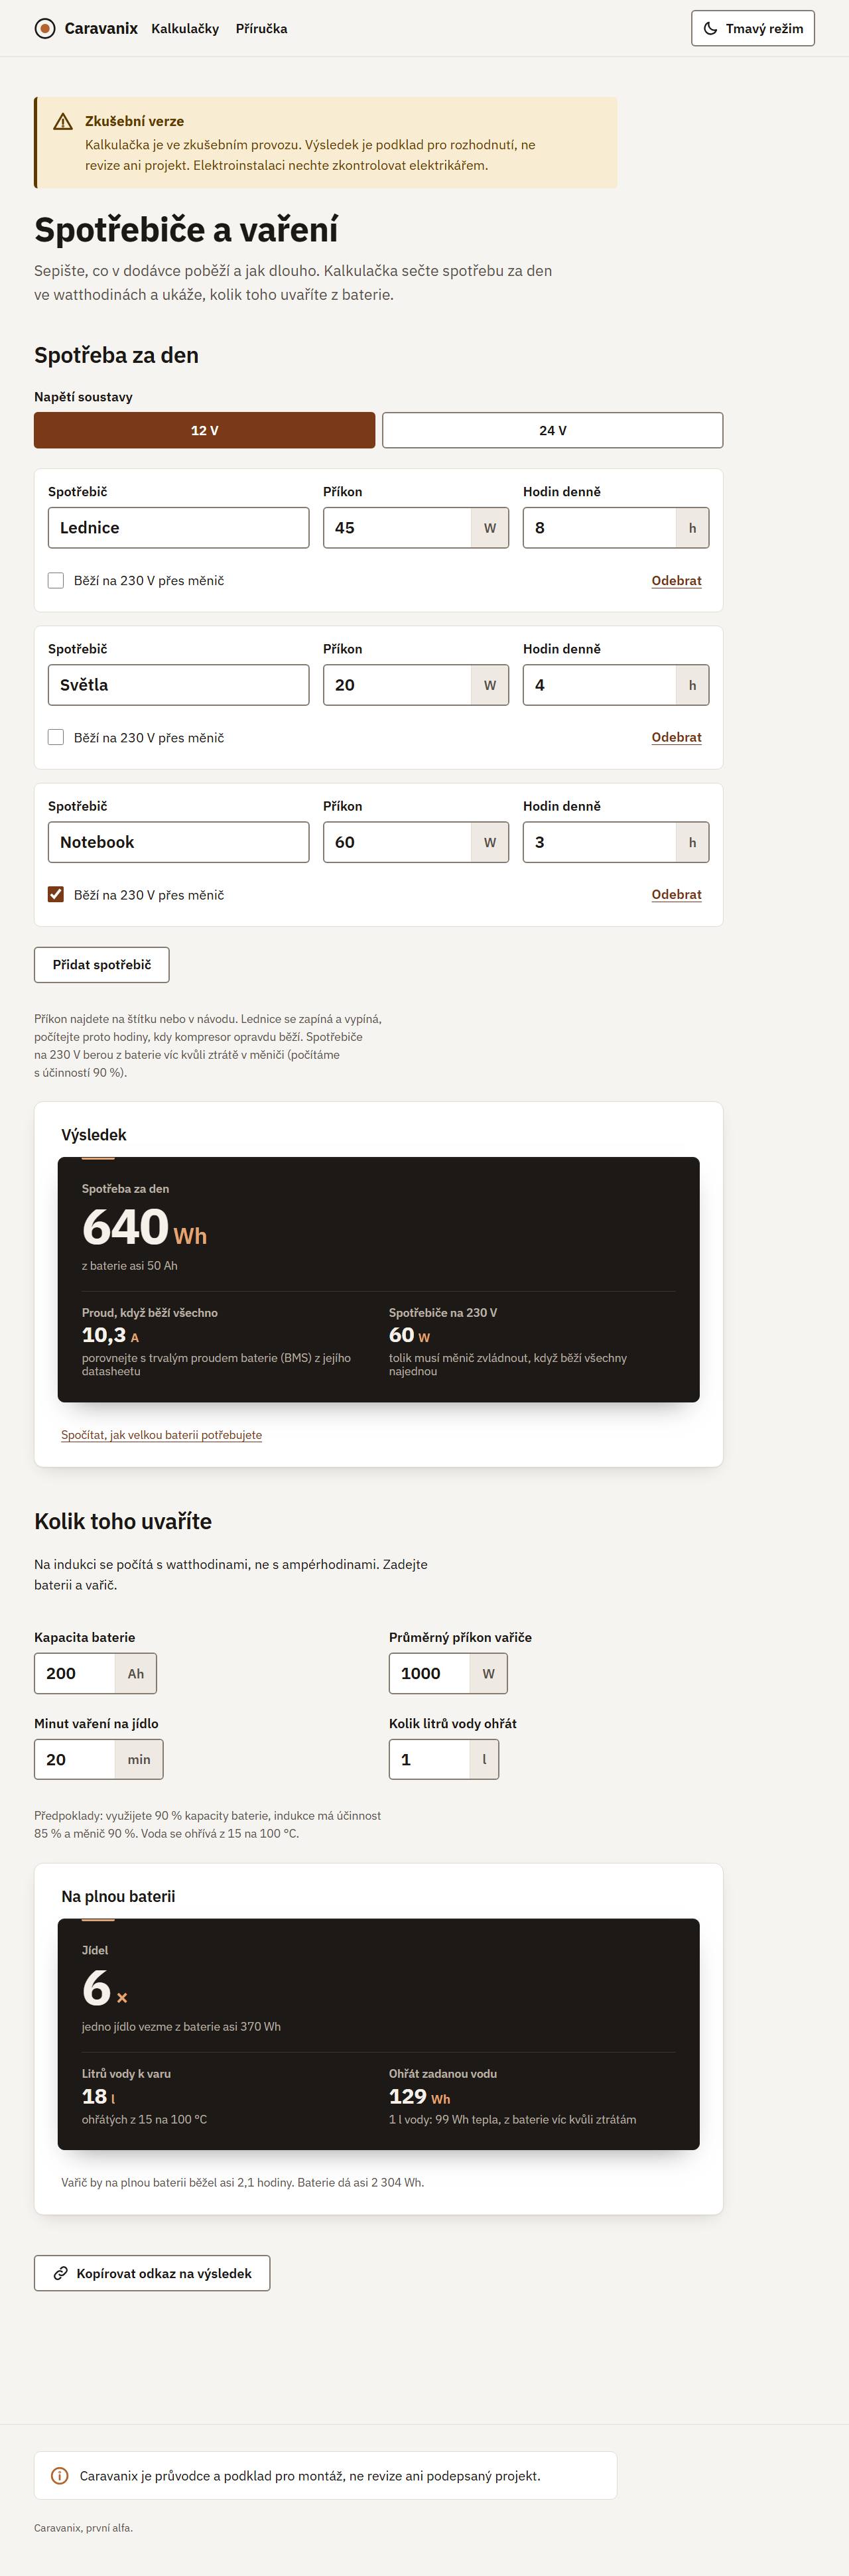 Caravanix Kalkulačky Příručka Tmavý režim
Zkušební verze
Kalkulačka je ve zkušebním provozu. Výsledek je podklad pro rozhodnutí, ne
revize ani projekt. Elektroinstalaci nechte zkontrolovat elektrikářem.
Spotřebiče a vaření
Sepište, co v dodávce poběží a jak dlouho. Kalkulačka sečte spotřebu za den
ve watthodinách a ukáže, kolik toho uvaříte z baterie.
Spotřeba za den
Napětí soustavy
12 V 24 V
Spotřebič Příkon Hodin denně
Lednice 45 W 8 h
Běží na 230 V přes měnič Odebrat
Spotřebič Příkon Hodin denně
Světla 20 W 4 h
Běží na 230 V přes měnič Odebrat
Spotřebič Příkon Hodin denně
Notebook 60 W 3 h
Běží na 230 V přes měnič Odebrat
Přidat spotřebič
Příkon najdete na štítku nebo v návodu. Lednice se zapíná a vypíná,
počítejte proto hodiny, kdy kompresor opravdu běží. Spotřebiče
na 230 V berou z baterie víc kvůli ztrátě v měniči (počítáme
s účinností 90 %).
Výsledek
Spotřeba za den
640 Wh
z baterie asi 50 Ah
Proud, když běží všechno Spotřebiče na 230 V
10,3 A 60 W
porovnejte s trvalým proudem baterie (BMS) z jejího tolik musí měnič zvládnout, když běží všechny
datasheetu najednou
Spočítat, jak velkou baterii potřebujete
Kolik toho uvaříte
Na indukci se počítá s watthodinami, ne s ampérhodinami. Zadejte
baterii a vařič.
Kapacita baterie Průměrný příkon vařiče
200 Ah 1000 W
Minut vaření na jídlo Kolik litrů vody ohřát
20 min 1 l
Předpoklady: využijete 90 % kapacity baterie, indukce má účinnost
85 % a měnič 90 %. Voda se ohřívá z 15 na 100 °C.
Na plnou baterii
Jídel
6 ×
jedno jídlo vezme z baterie asi 370 Wh
Litrů vody k varu Ohřát zadanou vodu
18 l 129 Wh
ohřátých z 15 na 100 °C 1 l vody: 99 Wh tepla, z baterie víc kvůli ztrátám
Vařič by na plnou baterii běžel asi 2,1 hodiny. Baterie dá asi 2 304 Wh.
Kopírovat odkaz na výsledek
Caravanix je průvodce a podklad pro montáž, ne revize ani podepsaný projekt.
Caravanix, první alfa.